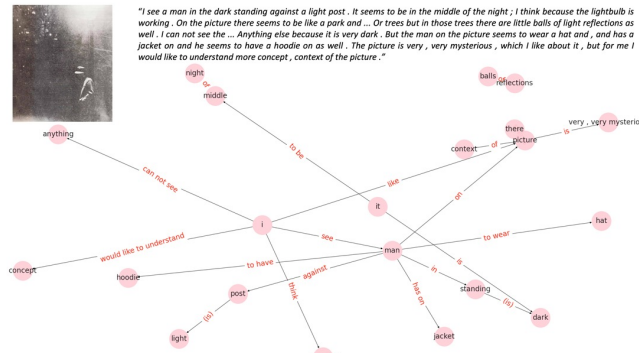 "I see a man in the dark standing against a light post . It seems to be in the middle of the night ; I think because the lightbulb is
working . On the picture there seems to be like a park and ... Or trees but in those trees there are little balls of light reflections as
well . I can not see the ... Anything else because it is very dark . But the man on the picture seems to wear a hat and , and has a
jacket on and he seems to have a hoodie on as well . The picture is very , very mysterious , which I like about it , but for me I
would like to understand more concept , context of the picture ."
night
of
middle
balls
reflections
anything
there
very , very mysterio
is
picture
of
context
to be
can not see
like
on
it
i
see
man
to wear
hat
would like to understand
concept
to have
hoodie
against
in
is
think
has on
post
standing
(is)
dark
(is)
light
jacket